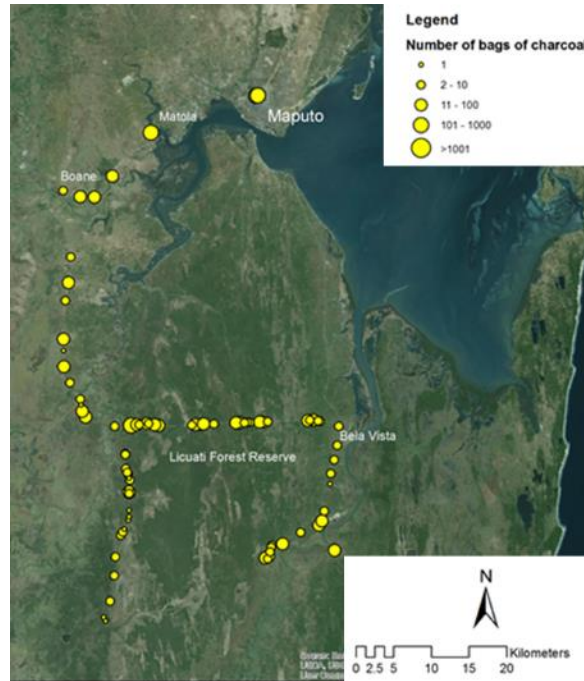 Legend
Number of bags of charcoal
1
2 - 10
11 - 100
101 - 1000
>1001
Maputo
Matola
Boane
Bela Vista
Licuati Forest Reserve
N
Kilometers
0 2.5 5 10 15 20